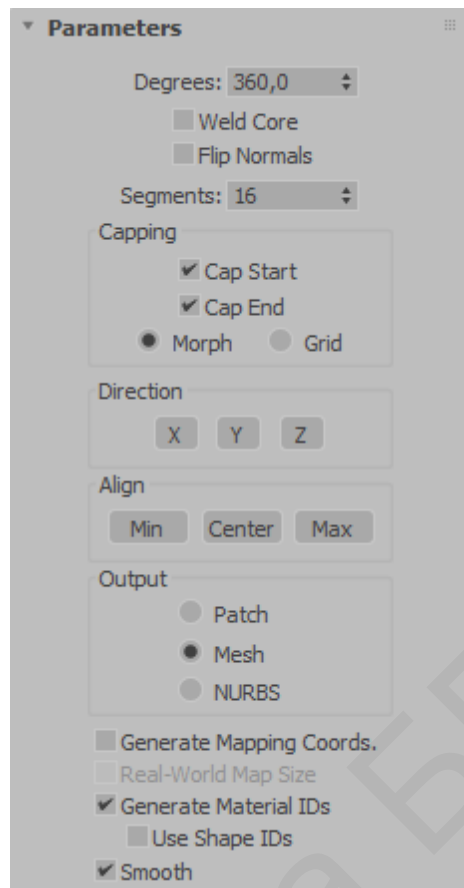 Parameters
Degrees: 360,0
Weld Core
Flip Normals
Segments: 16
Capping
Cap Start
Cap End
Morph Grid
Direction
X Y Z
Align
Min Center Max
Output
Patch
Mesh
NURBS
Generate Mapping Coords.
Real-World Map Size
Generate Material IDs
Use Shape IDs
Smooth